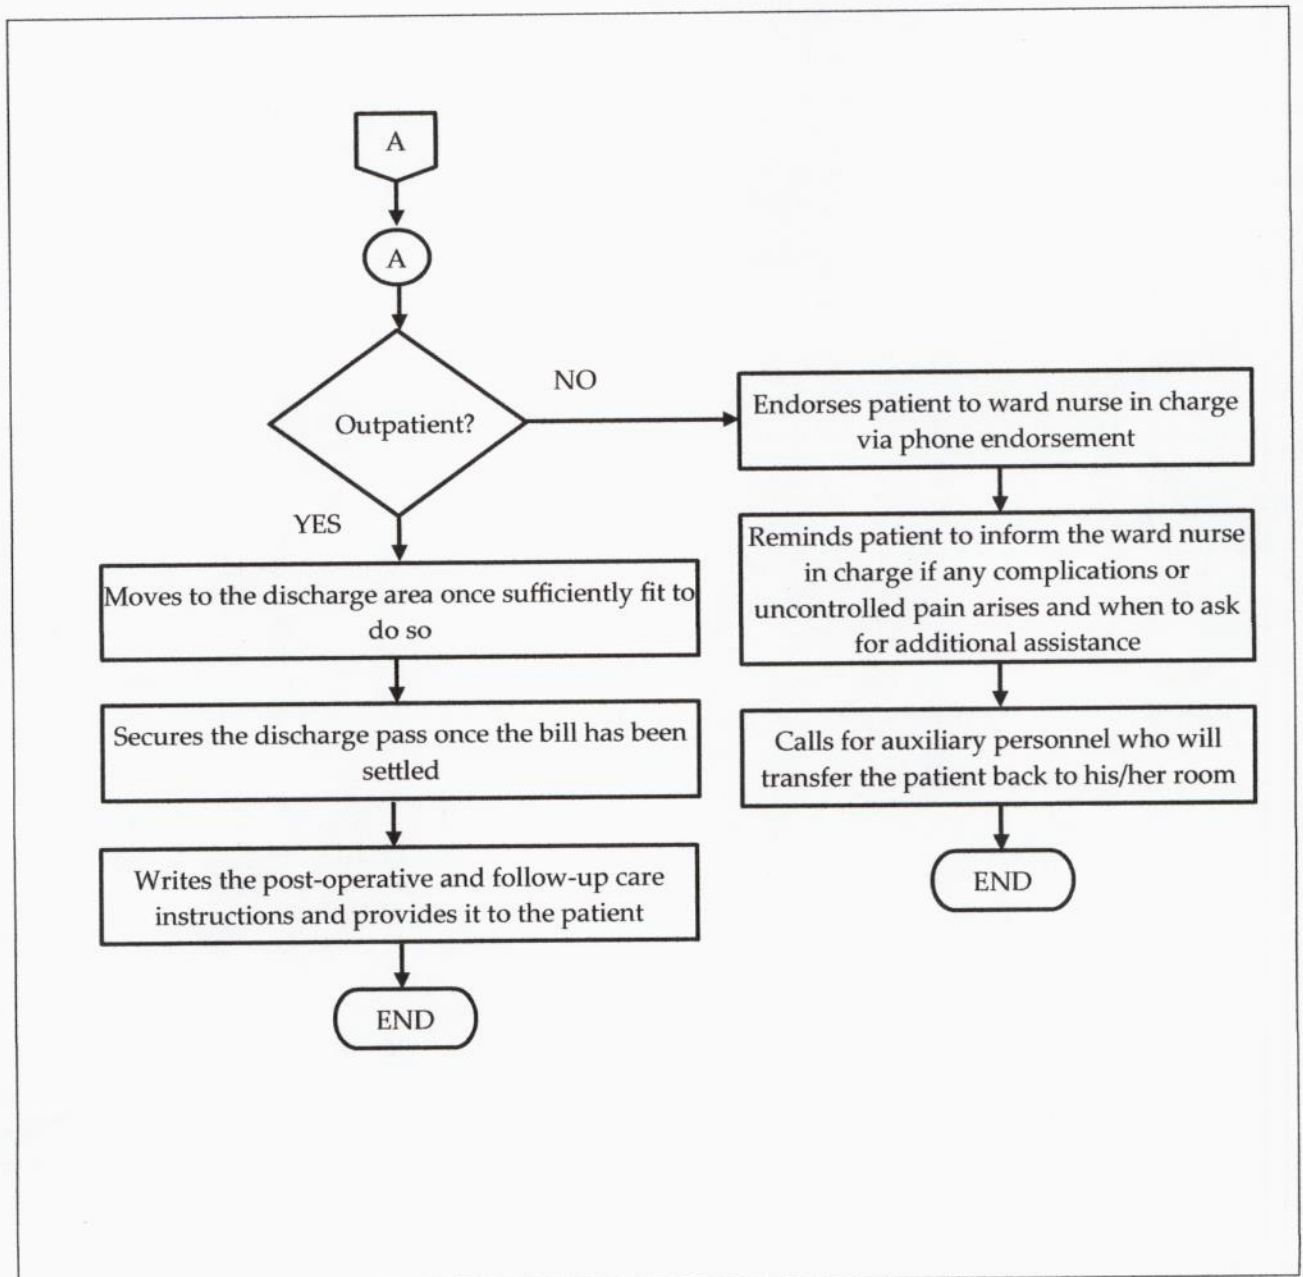 A
A
Outpatient?
NO
YES
Moves to the discharge area once sufficiently fit to
do so
Secures the discharge pass once the bill has been
settled
Writes the post-operative and follow-up care
instructions and provides it to the patient
END
Endorses patient to ward nurse in charge
via phone endorsement
Reminds patient to inform the ward nurse
in charge if any complications or
uncontrolled pain arises and when to ask
for additional assistance
Calls for auxiliary personnel who will
transfer the patient back to his/her room
END